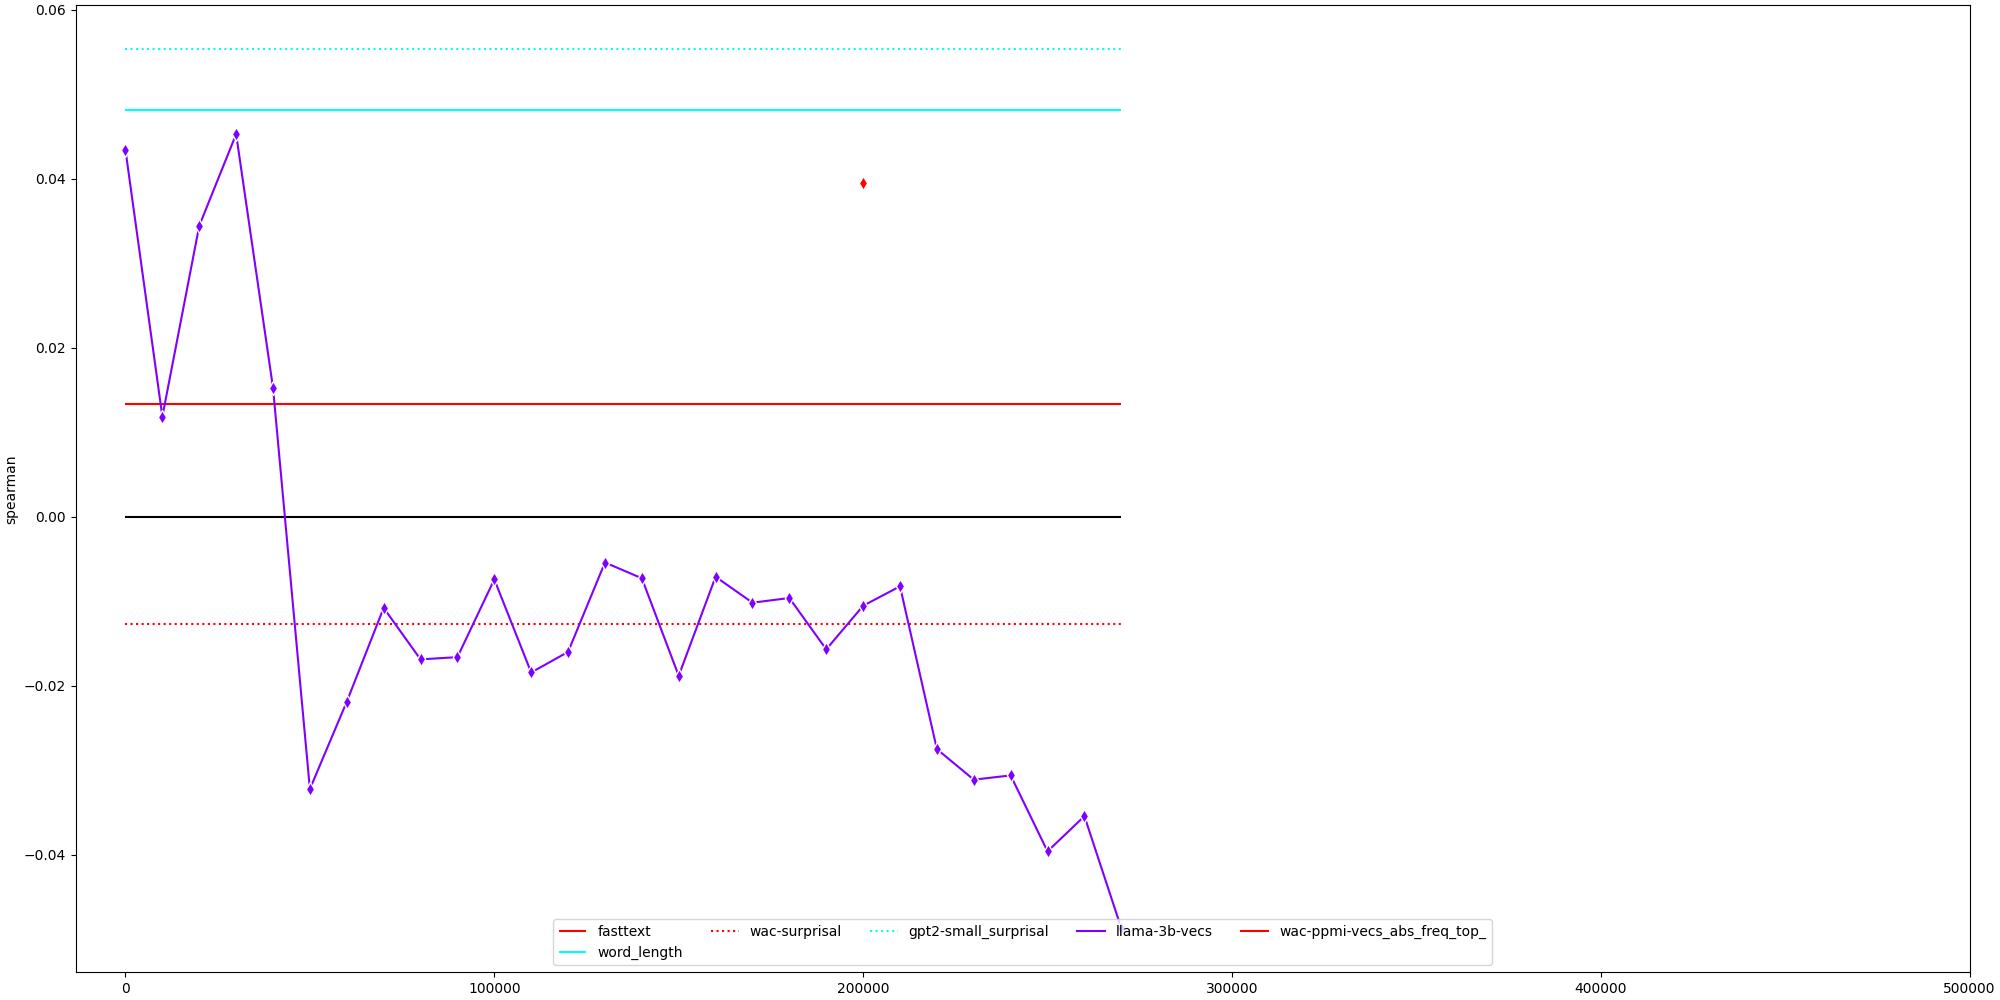 0.06
0.04
0.02
0.00
−0.02
−0.04
spearman
fasttext wac-surprisal gpt2-small_surprisal llama-3b-vecs wac-ppmi-vecs_abs_freq_top_
word_length
0 100000 200000 300000 400000 500000